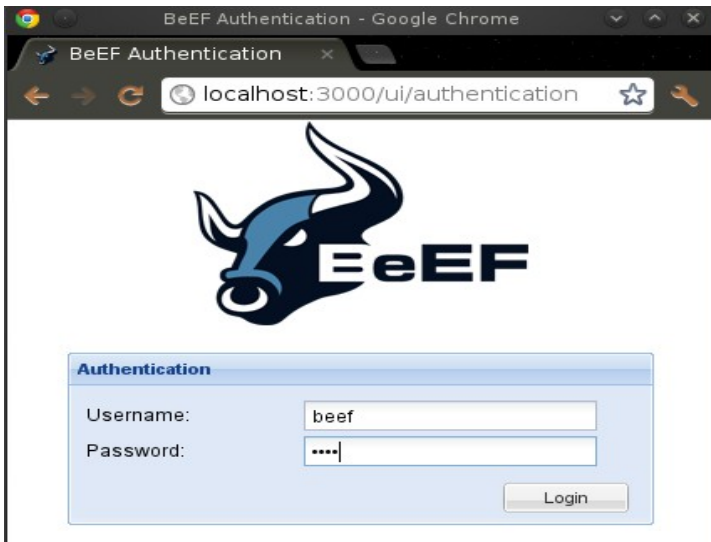 BeEF Authentication - Google Chrome
BeEF Authentication
localhost:3000/ui/authentication
BeEF
Authentication
Username:
beef
Password:
••••
Login